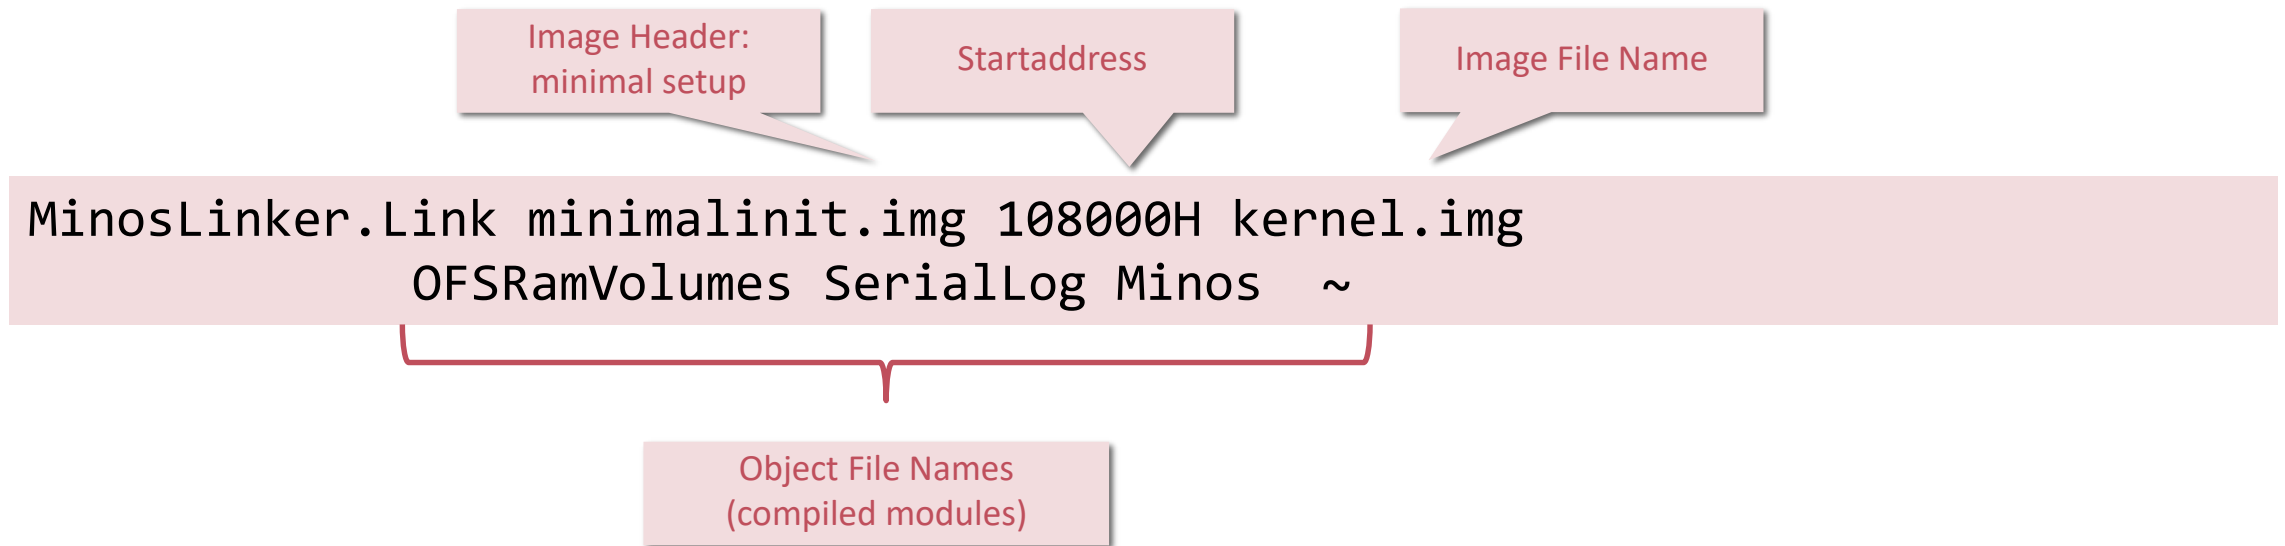 Image Header:
minimal setup
Startaddress
Image File Name
MinosLinker.Link minimalinit.img 108000H kernel.img
OFSRamVolumes SerialLog Minos ~
Object File Names
(compiled modules)